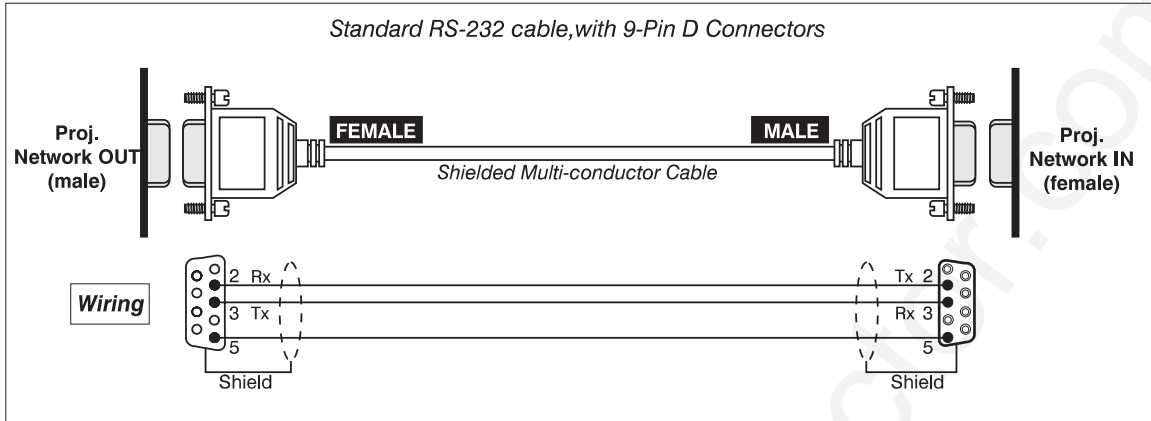 Standard RS-232 cable,with 9-Pin D Connectors
Proj.
Network OUT
(male)
FEMALE
MALE
Shielded Multi-conductor Cable
Proj.
Network IN
(female)
Wiring
2 Rx
Tx 2
3 Tx
Rx 3
5
5
Shield
Shield